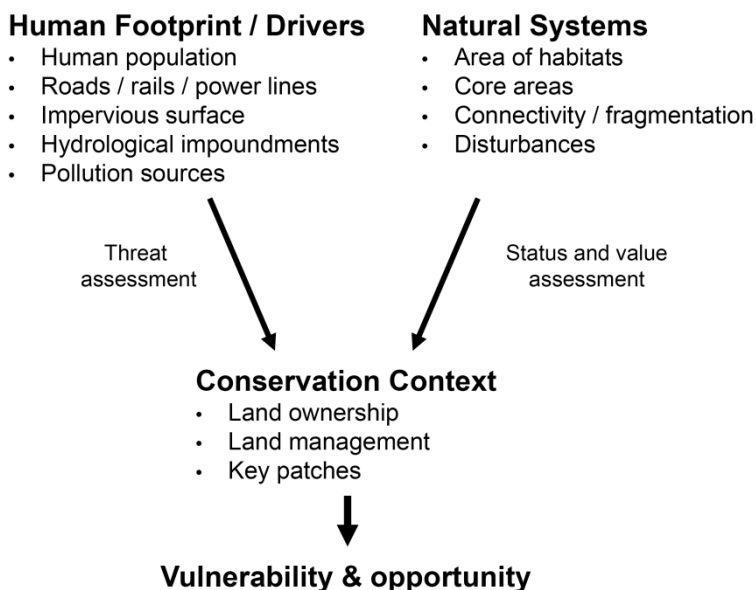 Human Footprint / Drivers
• Human population
• Roads / rails / power lines
• Impervious surface
• Hydrological impoundments
• Pollution sources
Natural Systems
• Area of habitats
• Core areas
• Connectivity / fragmentation
• Disturbances
Threat
assessment
Status and value
assessment
Conservation Context
• Land ownership
• Land management
• Key patches
Vulnerability & opportunity